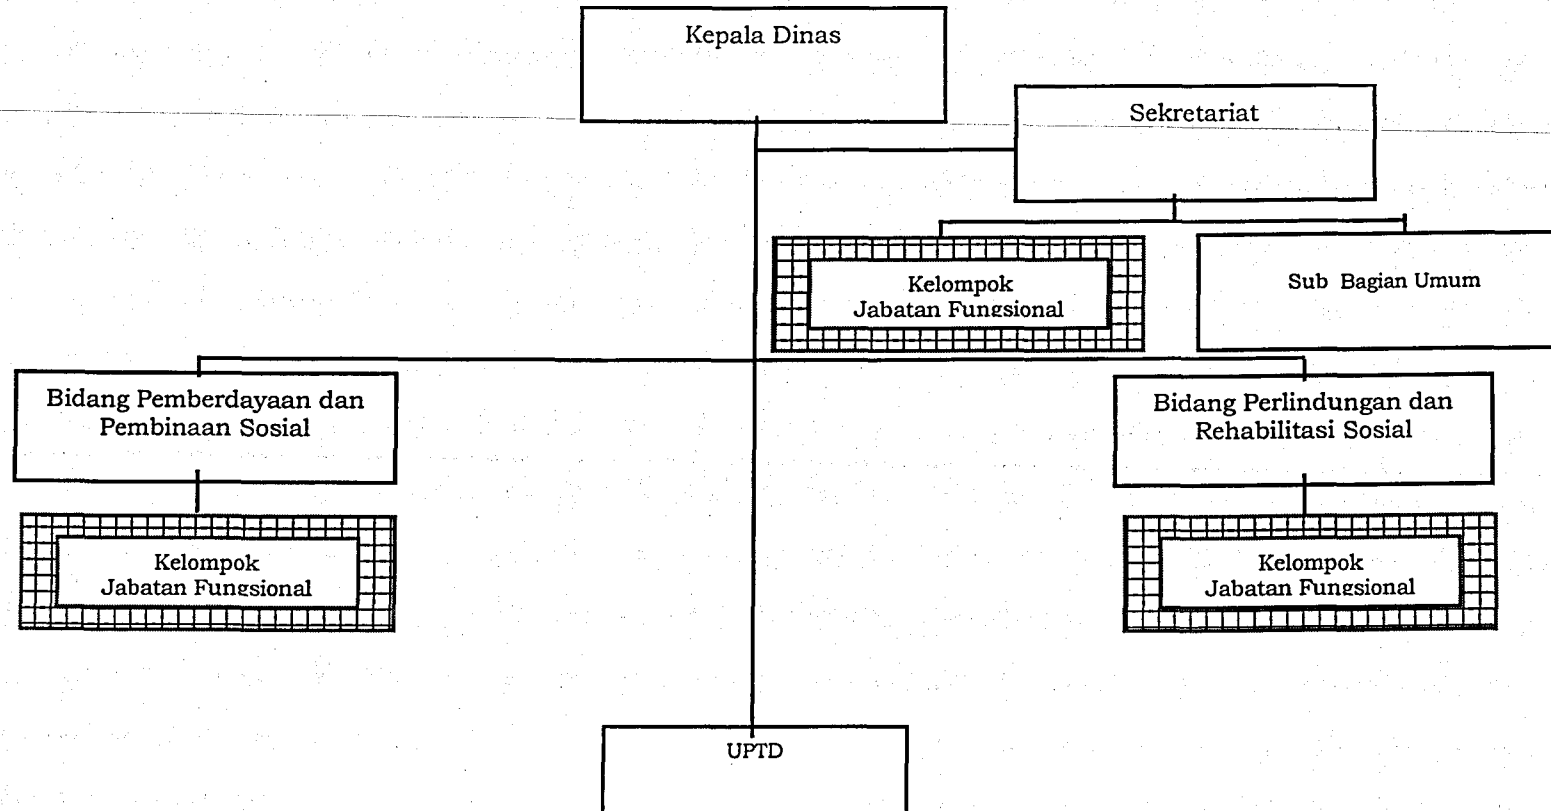 Kepala Dinas
Sekretariat
Kelompok
Jabatan Fungsional
Sub Bagian Umum
Bidang Pemberdayaan dan
Pembinaan Sosial
Bidang Perlindungan dan
Rehabilitasi Sosial
Kelompok
Jabatan Fungsional
Kelompok
Jabatan Fungsional
UPTD